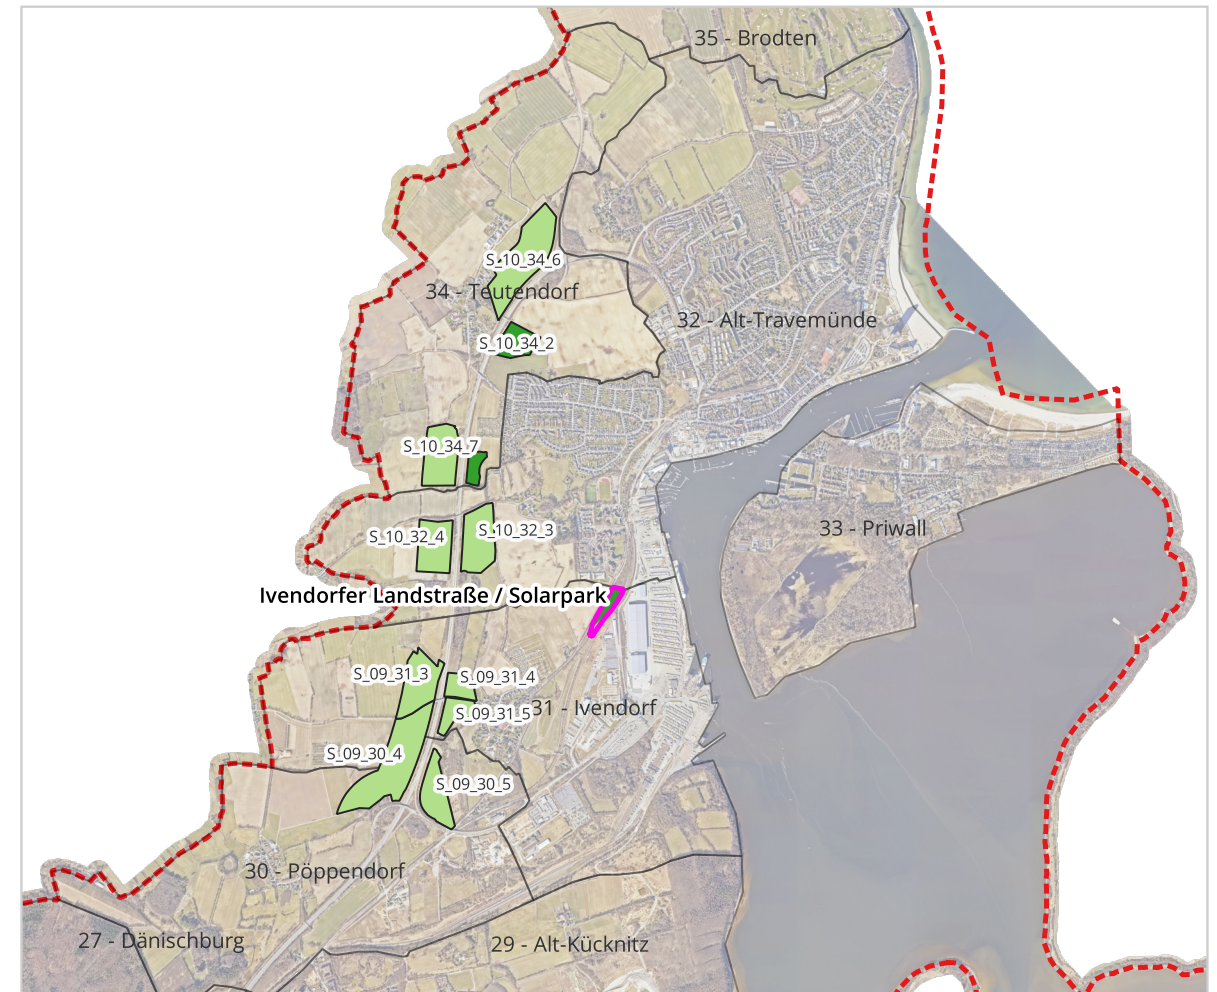 35 - Brodten
S_10_34_6
34 - Teutendorf
32 - Alt-Travemünde
S_10_34_2
S_10_34_7
33 - Priwall
S_10_32_3
S_10_32_4
Ivendorfer Landstraße / Solarpark
S_09_31_3
S_09_31_4
31 - Ivendorf
S_09_31_5
S_09_30_4
S_09_30_5
30 - Pöppendorf
27 - Dänischburg
29 - Alt-Kücknitz